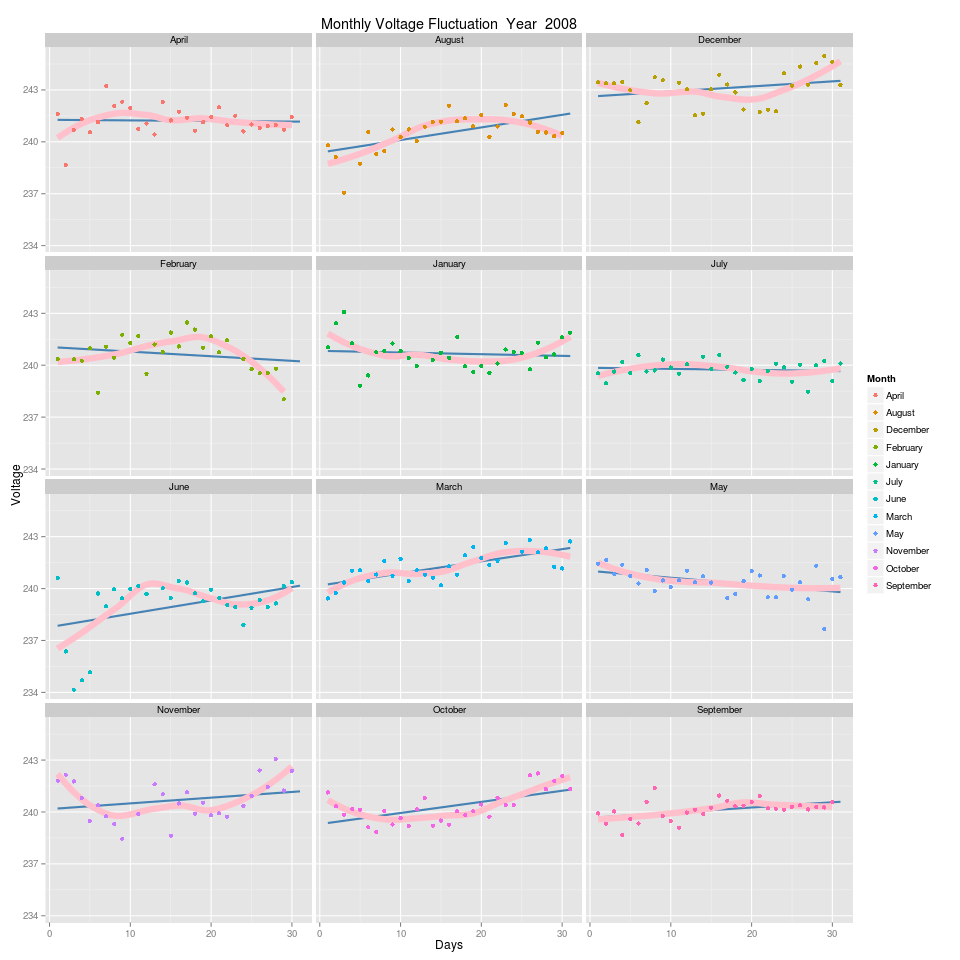 Monthly Voltage Fluctuation Year 2008
April August December
243
240
237
234
February January July
243
240
237
234
Voltage
June March May
243
240
237
234
November October September
243
240
237
234
0 10 20 30 0 10 20 30 0 10 20 30
Days
Month
April
August
December
February
January
July
June
March
May
November
October
September